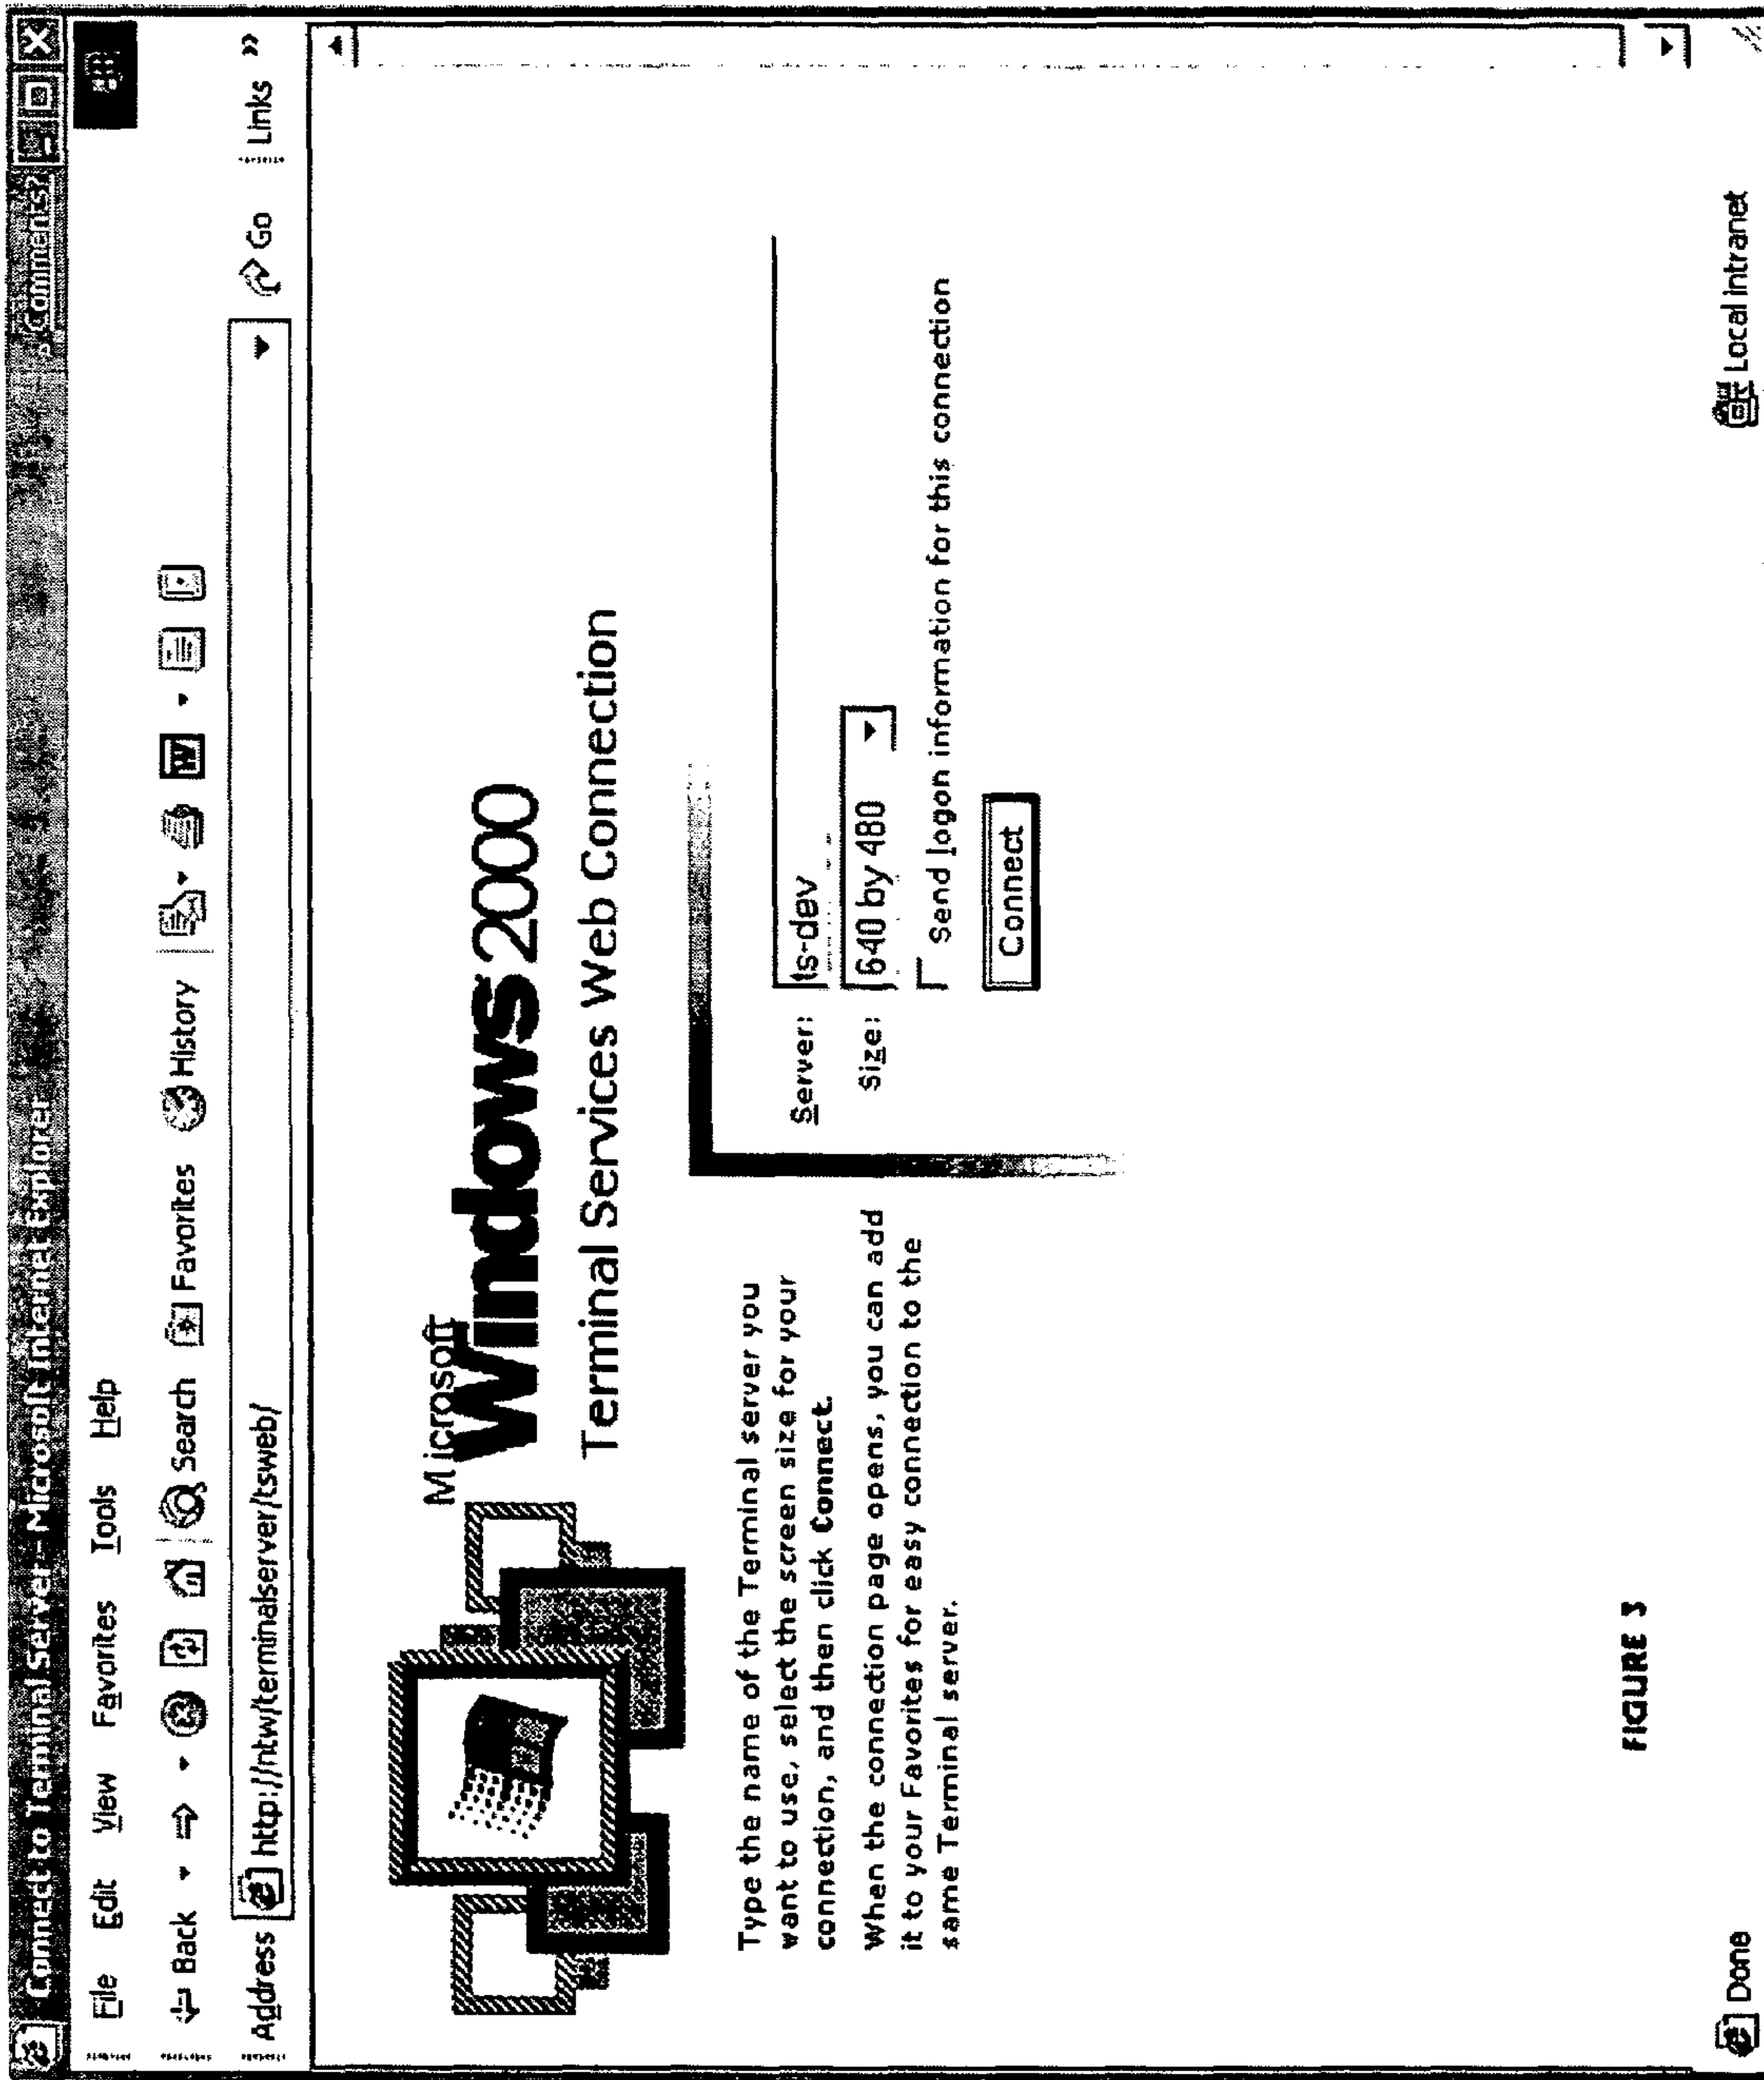 Connect to Terminal Server - Microsoft Internet Explorer
Comments?
File Edit View Favorites Tools Help
Back Search Favorites History
Address http://ntw/terminalserver/tsweb/ Go Links »
Microsoft
Windows 2000
Terminal Services Web Connection
Type the name of the Terminal server you
want to use, select the screen size for your
connection, and then click Connect.
When the connection page opens, you can add
it to your Favorites for easy connection to the
same Terminal server.
Server: ts-dev
Size: 640 by 480
Send logon information for this connection
Connect
FIGURE 3
Done Local intranet